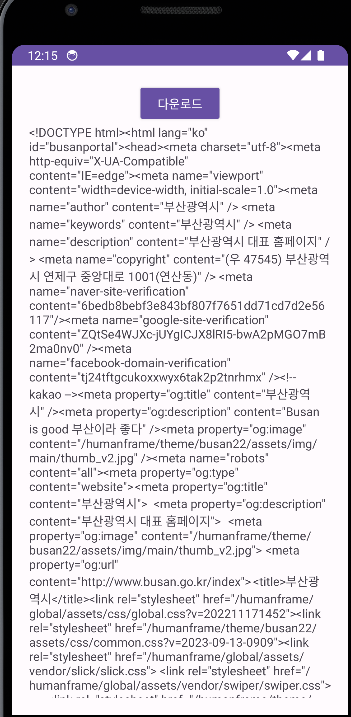 12:15
다운로드
<!DOCTYPE html><html lang="ko"
id="busanportal"><head><meta charset="utf-8"><meta
http-equiv="X-UA-Compatible"
content="IE=edge"><meta name="viewport"
content="width=device-width, initial-scale=1.0"><meta
name="author" content="부산광역시" /> <meta
name="keywords" content="부산광역시" /> <meta
name="description" content="부산광역시 대표 홈페이지" /
> <meta name="copyright" content="(우 47545) 부산광역
시 연제구 중앙대로 1001(연산동)" /> <meta
name="naver-site-verification"
content="6bedb8bebf3e843bf807f7651dd71cd7d2e56
117"/><meta name="google-site-verification"
content="ZQtSe4WJXc-jUYgICJX8lRI5-bwA2pMGO7mB
2ma0nv0" /><meta
name="facebook-domain-verification"
content="tj24tftgcukoxxwyx6tak2p2tnrhmx" /><!--
kakao --><meta property="og:title" content="부산광역
시" /><meta property="og:description" content="Busan
is good 부산이라 좋다" /><meta property="og:image"
content="/humanframe/theme/busan22/assets/img/
main/thumb_v2.jpg" /><meta name="robots"
content="all"><meta property="og:type"
content="website"><meta property="og:title"
content="부산광역시"> <meta property="og:description"
content="부산광역시 대표 홈페이지"> <meta
property="og:image" content="/humanframe/theme/
busan22/assets/img/main/thumb_v2.jpg"> <meta
property="og:url"
content="http://www.busan.go.kr/index"><title>부산광
역시</title><link rel="stylesheet" href="/humanframe/
global/assets/css/global.css?v=202211171452"><link
rel="stylesheet" href="/humanframe/theme/busan22/
assets/css/common.css?v=2023-09-13-0909"><link
rel="stylesheet" href="/humanframe/global/assets/
vendor/slick/slick.css"> <link rel="stylesheet" href="/
humanframe/global/assets/vendor/swiper/swiper.css">